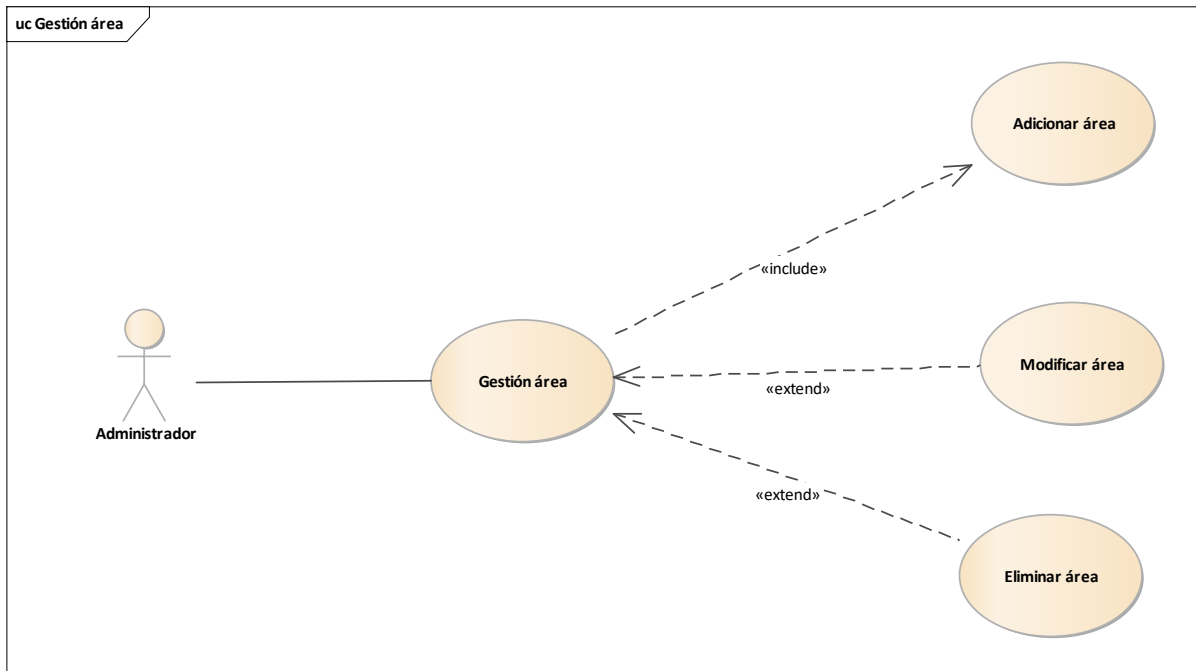 uc Gestión área
Adicionar área
«include»
Modificar área
Gestión área
«extend»
Administrador
«extend»
Eliminar área